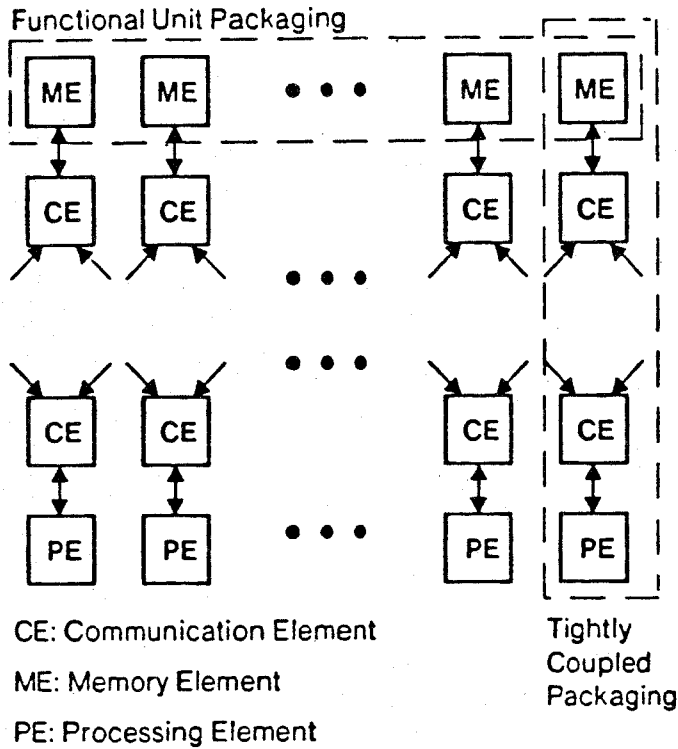 Functional Unit Packaging
ME ME • • • ME ME
CE CE CE CE
• • •
• • •
CE CE CE CE
PE PE • • • PE PE
CE: Communication Element
ME: Memory Element
PE: Processing Element
Tightly
Coupled
Packaging